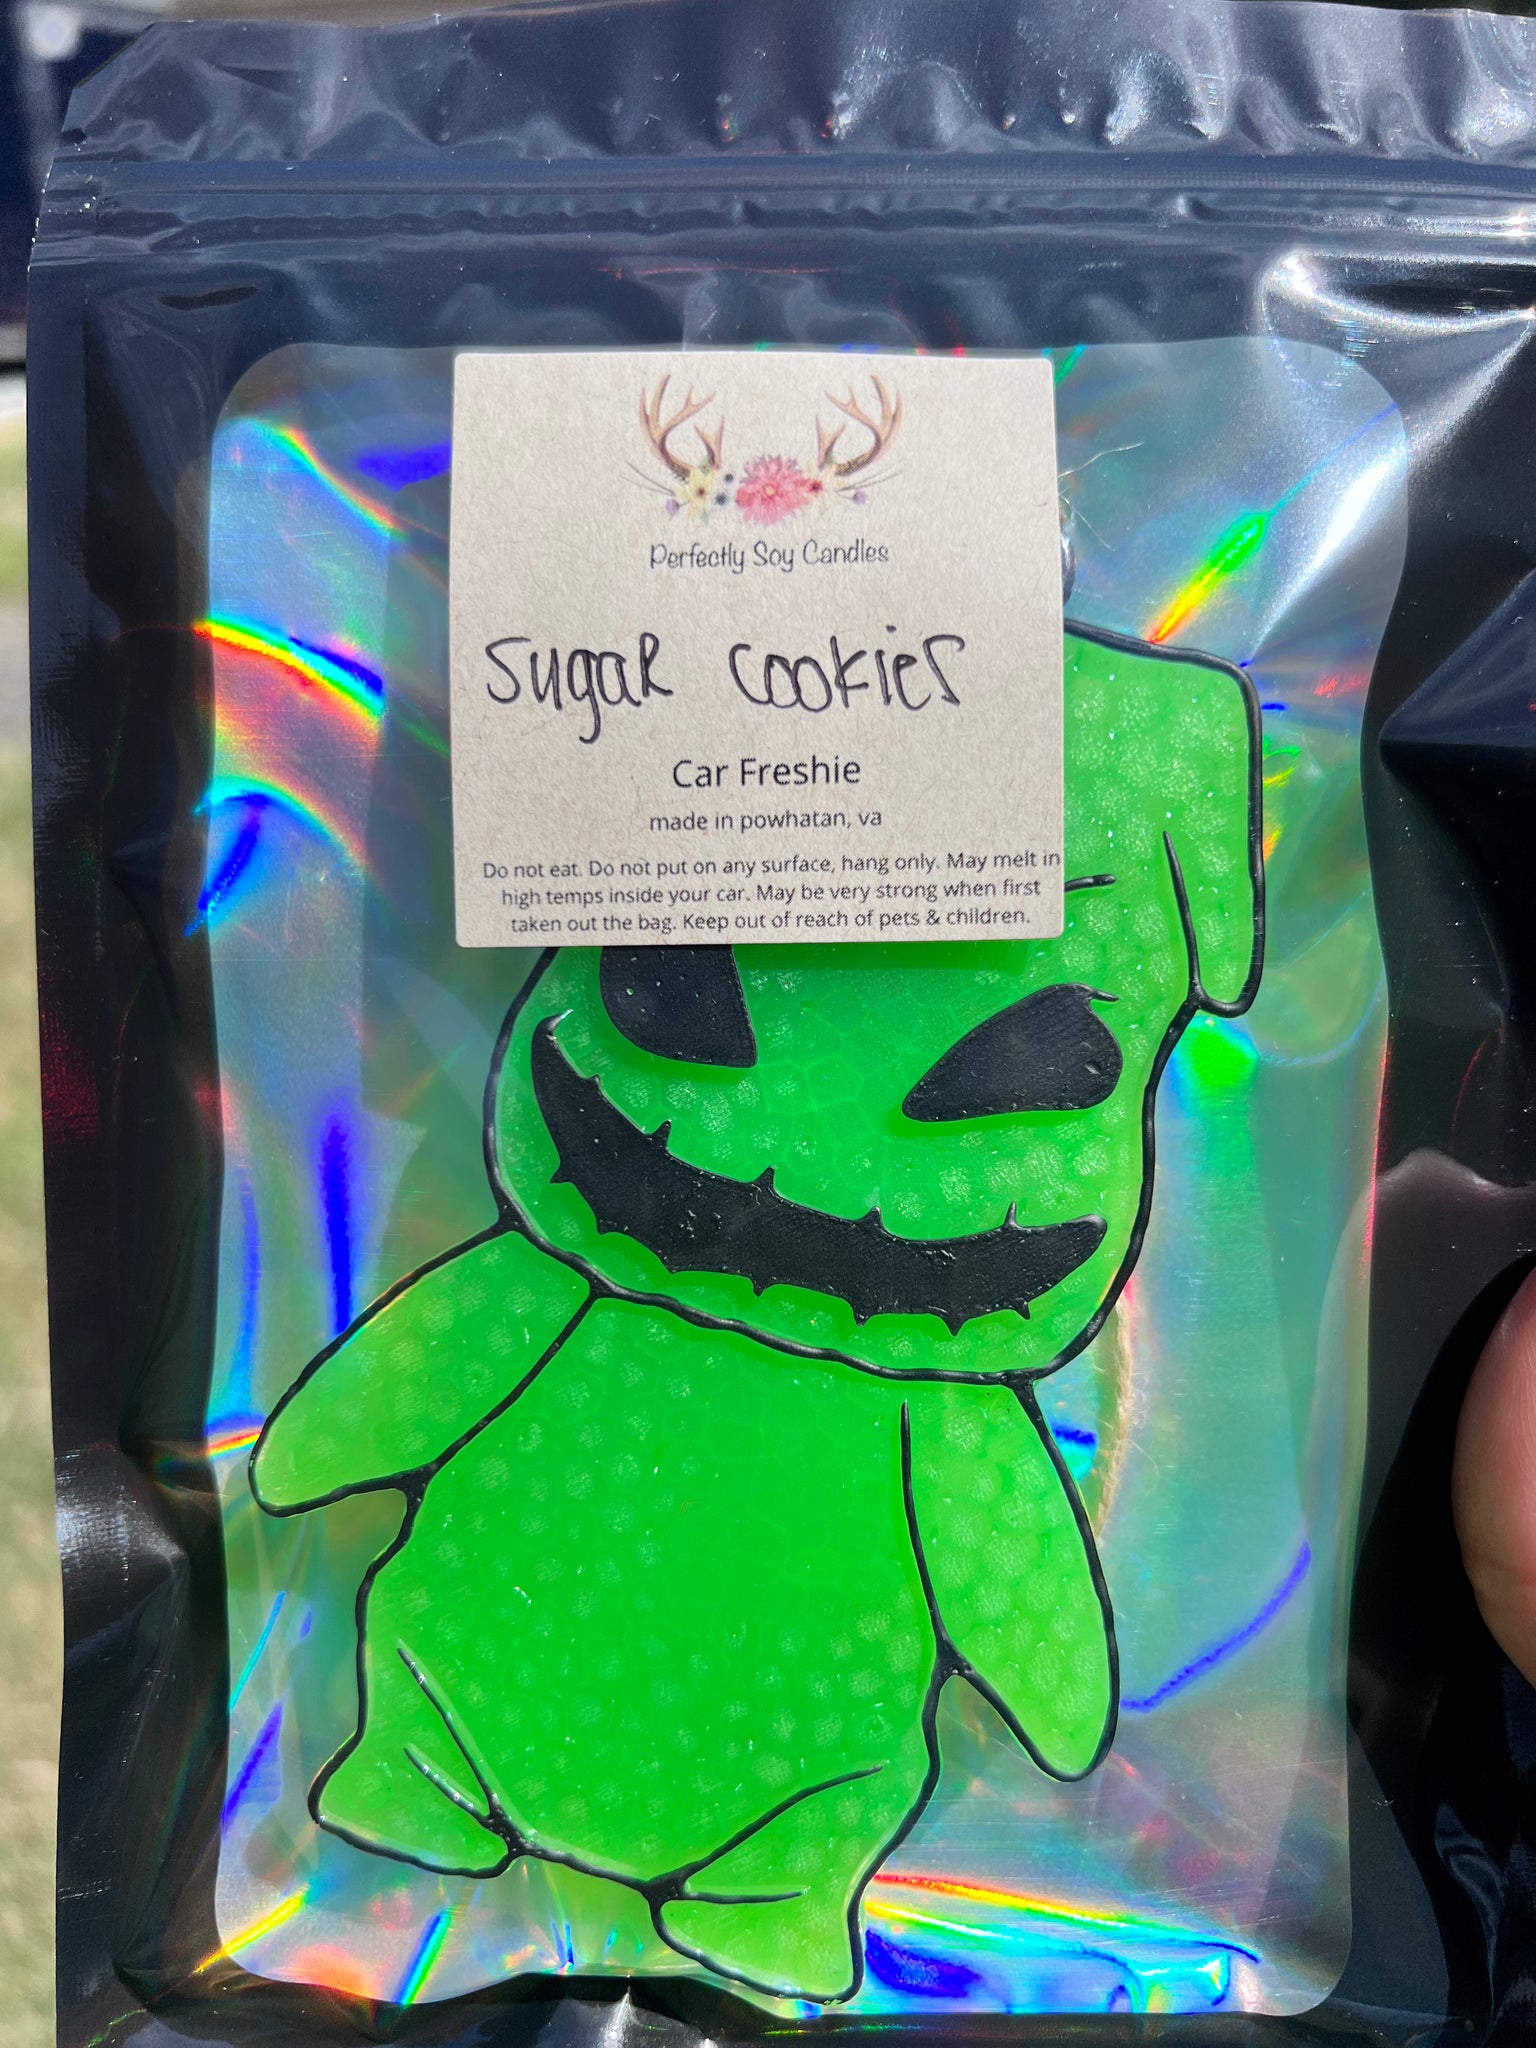 Perfectly Soy Candles
Sugar Cookies
Car Freshie
made in powhatan, va
Do not eat. Do not put on any surface, hang only. May melt in
high temps inside your car. May be very strong when first
taken out the bag. Keep out of reach of pets & children.